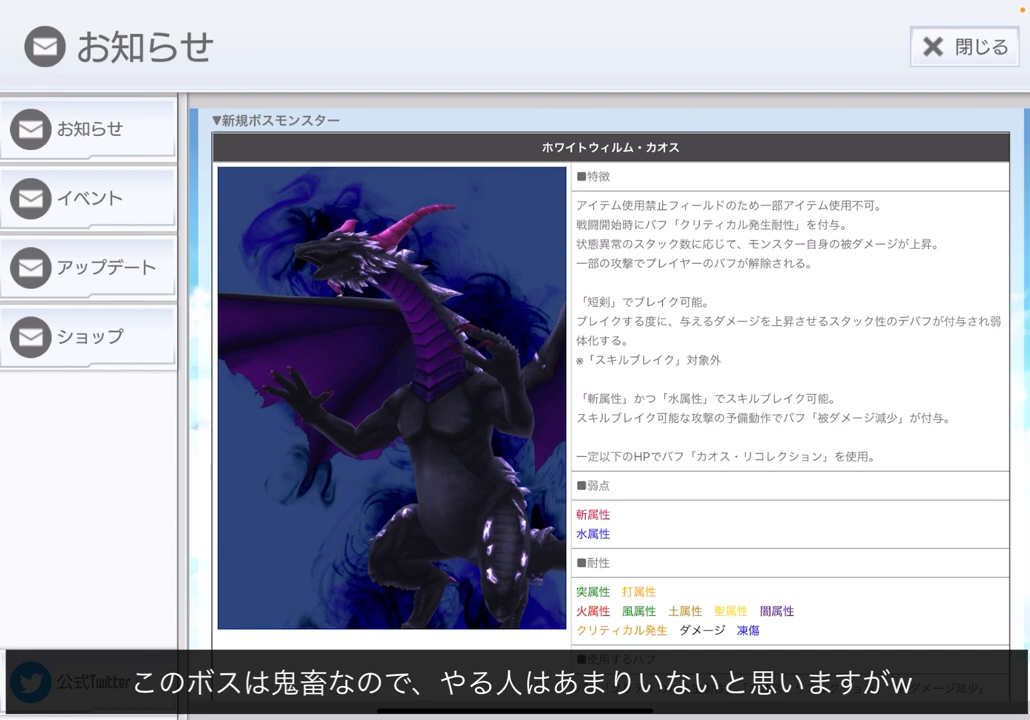 お知らせ
閉じる
お知らせ
イベント
アップデート
ショップ
公式Twitter
▼新規ボスモンスター
ホワイトウィルム・カオス
■特徴
アイテム使用禁止フィールドのため一部アイテム使用不可。
戦闘開始時にバフ「クリティカル発生耐性」を付与。
状態異常のスタック数に応じて、モンスター自身の被ダメージが上昇。
一部の攻撃でプレイヤーのバフが解除される。
「短剣」でブレイク可能。
ブレイクする度に、与えるダメージを上昇させるスタック性のデバフが付与され弱
体化する。
※「スキルブレイク」対象外
「斬属性」かつ「水属性」でスキルブレイク可能。
スキルブレイク可能な攻撃の予備動作でバフ「被ダメージ減少」が付与。
一定以下のHPでバフ「カオス・リコレクション」を使用。
■弱点
斬属性
水属性
■耐性
突属性 打属性
火属性 風属性 土属性 聖属性 闇属性
クリティカル発生 ダメージ 凍傷
■使用するバフ
ダメージ減少」
このボスは鬼畜なので、やる人はあまりいないと思いますがw